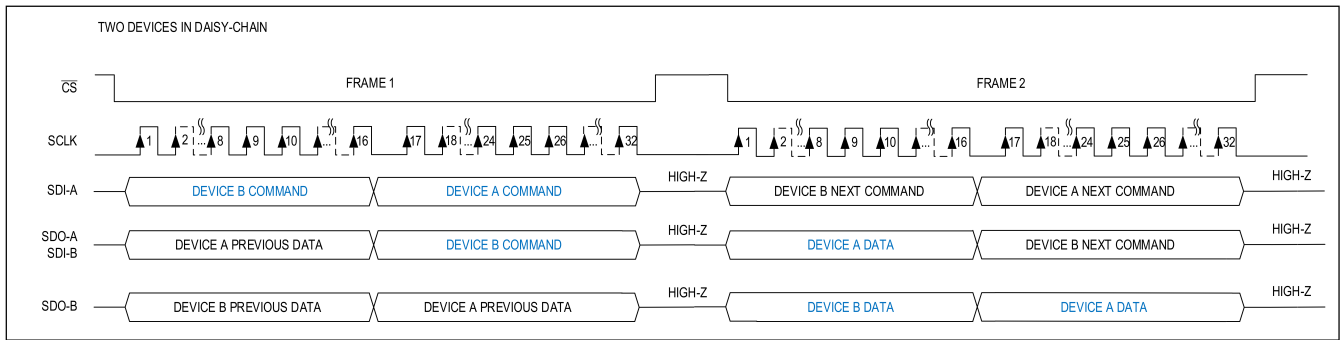 TWO DEVICES IN DAISY-CHAIN
CS FRAME 1 FRAME 2
SCLK 1 2 ... 8 9 10 ... 16 17 18 ... 24 25 26 ... 32 1 2 ... 8 9 10 ... 16 17 18 ... 24 25 26 ... 32
SDI-A DEVICE B COMMAND DEVICE A COMMAND HIGH-Z DEVICE B NEXT COMMAND DEVICE A NEXT COMMAND HIGH-Z
SDO-A
SDI-B DEVICE A PREVIOUS DATA DEVICE B COMMAND HIGH-Z DEVICE A DATA DEVICE B NEXT COMMAND HIGH-Z
SDO-B DEVICE B PREVIOUS DATA DEVICE A PREVIOUS DATA HIGH-Z DEVICE B DATA DEVICE A DATA HIGH-Z